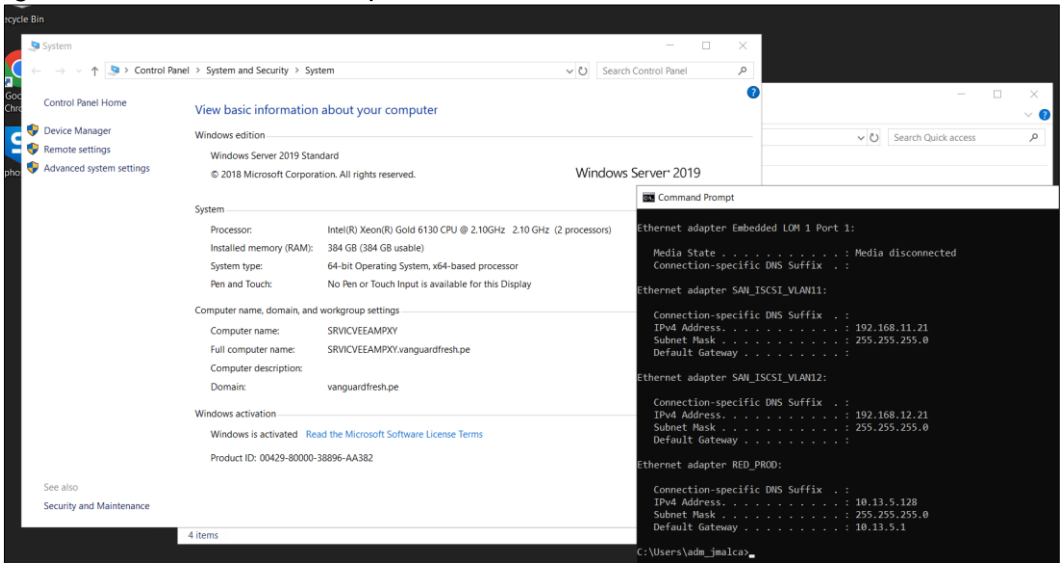 ecycle Bin
System
Control Panel > System and Security > System
Search Control Panel
Control Panel Home
Device Manager
Remote settings
Advanced system settings
See also
Security and Maintenance
View basic information about your computer
Windows edition
Windows Server 2019 Standard
© 2018 Microsoft Corporation. All rights reserved.
Windows Server 2019
System
Processor: Intel(R) Xeon(R) Gold 6130 CPU @ 2.10GHz 2.10 GHz (2 processors)
Installed memory (RAM): 384 GB (384 GB usable)
System type: 64-bit Operating System, x64-based processor
Pen and Touch: No Pen or Touch Input is available for this Display
Computer name, domain, and workgroup settings
Computer name: SRVICVEEAMPXY
Full computer name: SRVICVEEAMPXY.vanguardfresh.pe
Computer description:
Domain: vanguardfresh.pe
Windows activation
Windows is activated Read the Microsoft Software License Terms
Product ID: 00429-80000-38896-AA382
4 items
Search Quick access
Command Prompt
Ethernet adapter Embedded LOM 1 Port 1:
Media State . . . . . . . . . . . : Media disconnected
Connection-specific DNS Suffix . :
Ethernet adapter SAN_ISCSI_VLAN11:
Connection-specific DNS Suffix . :
IPv4 Address. . . . . . . . . . . : 192.168.11.21
Subnet Mask . . . . . . . . . . . : 255.255.255.0
Default Gateway . . . . . . . . . :
Ethernet adapter SAN_ISCSI_VLAN12:
Connection-specific DNS Suffix . :
IPv4 Address. . . . . . . . . . . : 192.168.12.21
Subnet Mask . . . . . . . . . . . : 255.255.255.0
Default Gateway . . . . . . . . . :
Ethernet adapter RED_PROD:
Connection-specific DNS Suffix . :
IPv4 Address. . . . . . . . . . . : 10.13.5.128
Subnet Mask . . . . . . . . . . . : 255.255.255.0
Default Gateway . . . . . . . . . : 10.13.5.1
C:\Users\adm_jmalca>